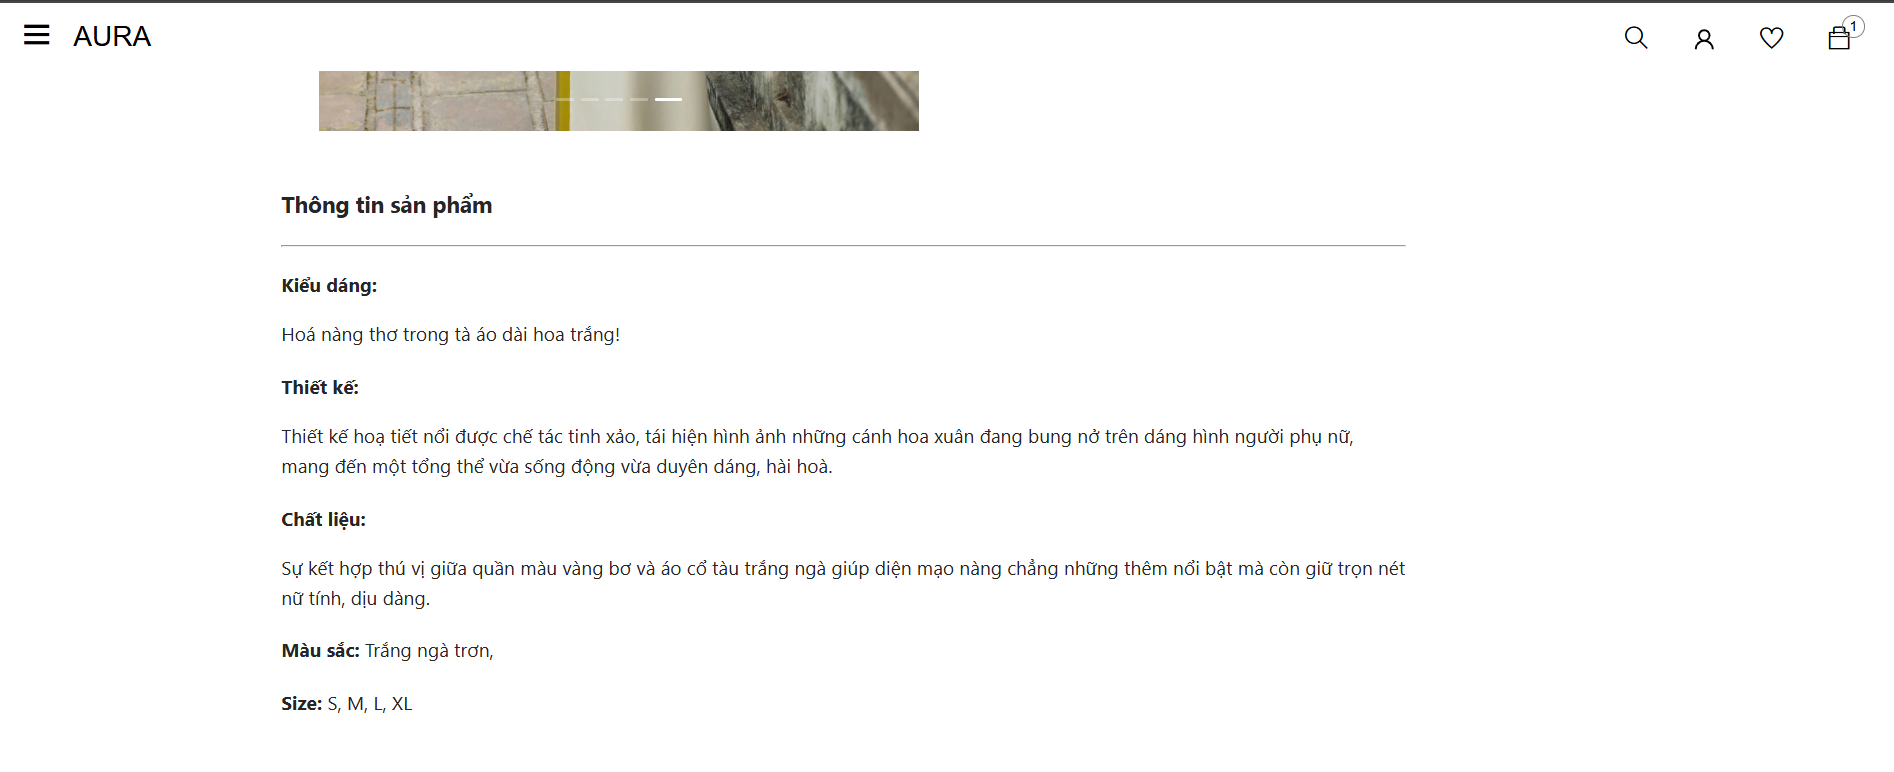 AURA
1
Thông tin sản phẩm
Kiểu dáng:
Hoá nàng thơ trong tà áo dài hoa trắng!
Thiết kế:
Thiết kế hoạ tiết nổi được chế tác tinh xảo, tái hiện hình ảnh những cánh hoa xuân đang bung nở trên dáng hình người phụ nữ,
mang đến một tổng thể vừa sống động vừa duyên dáng, hài hoà.
Chất liệu:
Sự kết hợp thú vị giữa quần màu vàng bơ và áo cổ tàu trắng ngà giúp diện mạo nàng chẳng những thêm nổi bật mà còn giữ trọn nét
nữ tính, dịu dàng.
Màu sắc: Trắng ngà trơn,
Size: S, M, L, XL